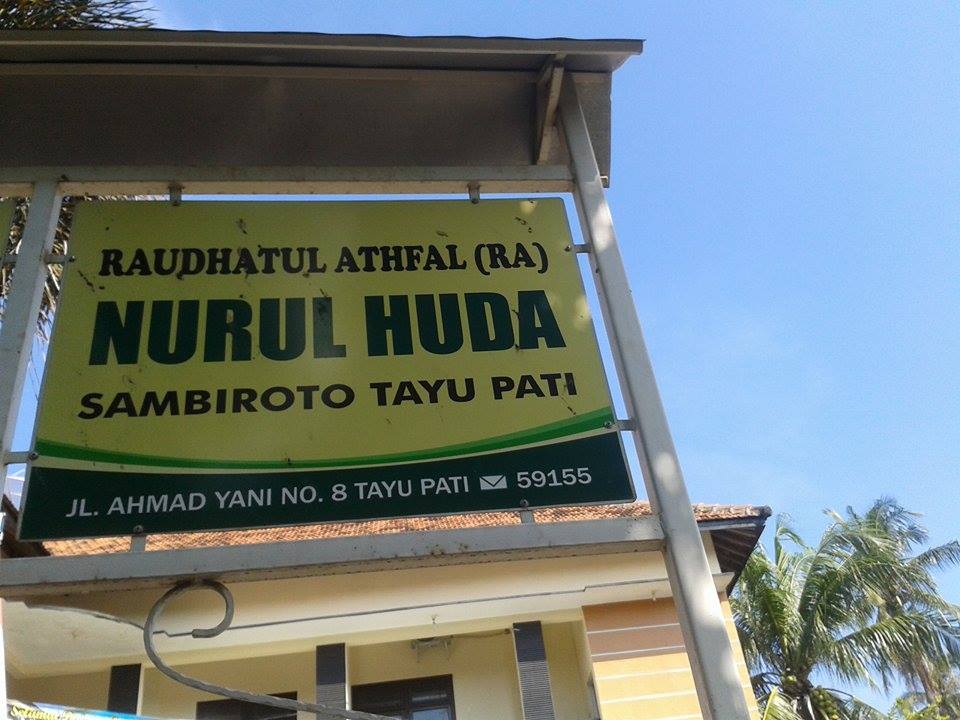 RAUDHATUL ATHFAL (RA)
NURUL HUDA
SAMBIROTO TAYU PATI
JL. AHMAD YANI NO. 8 TAYU PATI 59155